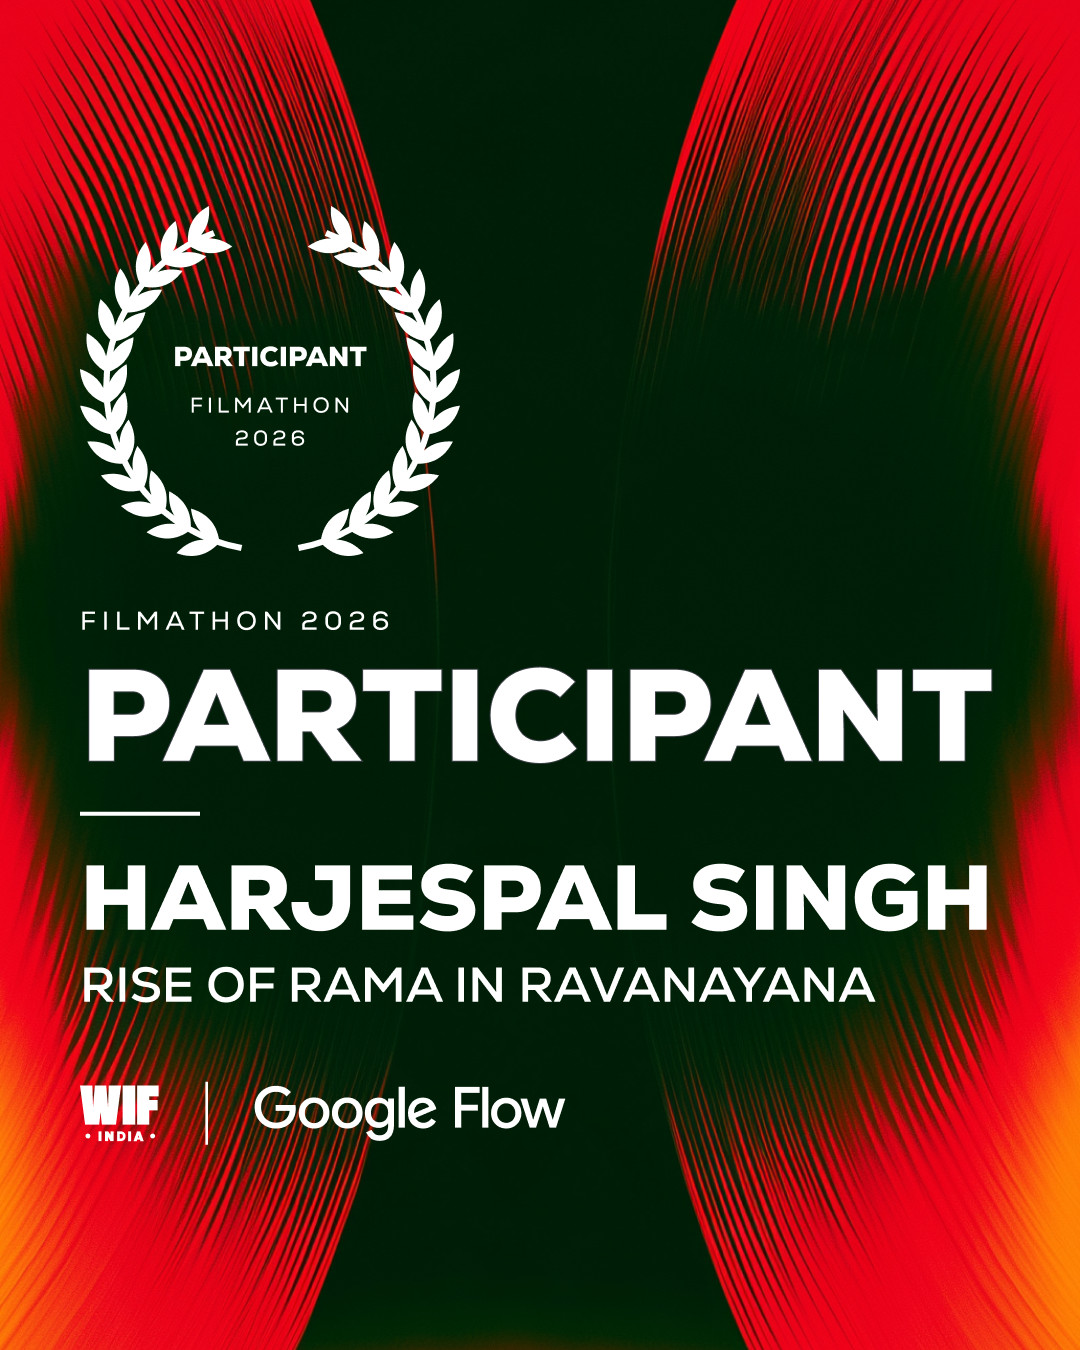 PARTICIPANT
FILMATHON
2026
FILMATHON 2026
PARTICIPANT
HARJESPAL SINGH
RISE OF RAMA IN RAVANAYANA
WIF
• INDIA •
Google Flow